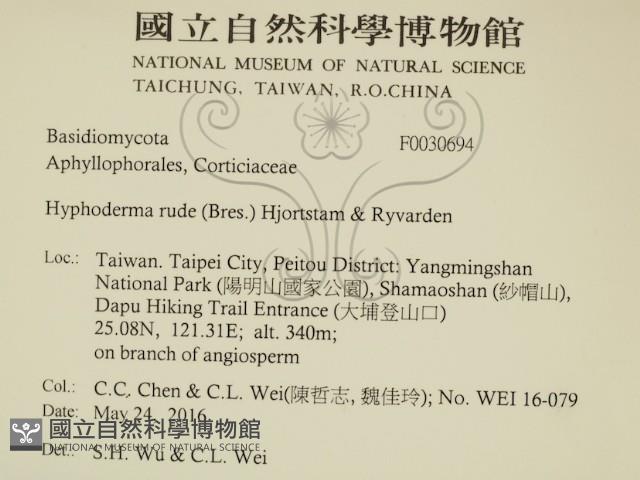 國立自然科學博物館
NATIONAL MUSEUM OF NATURAL SCIENCE
TAICHUNG, TAIWAN, R.O.CHINA
Basidiomycota F0030694
Aphyllophorales, Corticiaceae
Hyphoderma rude (Bres.) Hjortstam & Ryvarden
Loc.: Taiwan. Taipei City, Peitou District: Yangmingshan
National Park (陽明山國家公園), Shamaoshan (紗帽山),
Dapu Hiking Trail Entrance (大埔登山口)
25.08N, 121.31E; alt. 340m;
on branch of angiosperm
Col.: C.C. Chen & C.L. Wei(陳哲志, 魏佳玲); No. WEI 16-079
Date: May 24, 2016
國立自然科學博物館
NATIONAL MUSEUM OF NATURAL SCIENCE
Det.: S.H. Wu & C.L. Wei